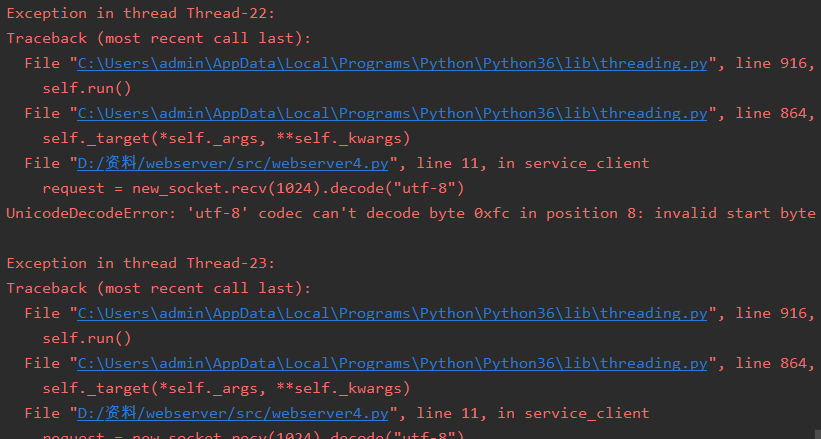 Exception in thread Thread-22:
Traceback (most recent call last):
  File "C:\Users\admin\AppData\Local\Programs\Python\Python36\lib\threading.py", line 916,
    self.run()
  File "C:\Users\admin\AppData\Local\Programs\Python\Python36\lib\threading.py", line 864,
    self._target(*self._args, **self._kwargs)
  File "D:/资料/webserver/src/webserver4.py", line 11, in service_client
    request = new_socket.recv(1024).decode("utf-8")
UnicodeDecodeError: 'utf-8' codec can't decode byte 0xfc in position 8: invalid start byte
Exception in thread Thread-23:
Traceback (most recent call last):
  File "C:\Users\admin\AppData\Local\Programs\Python\Python36\lib\threading.py", line 916,
    self.run()
  File "C:\Users\admin\AppData\Local\Programs\Python\Python36\lib\threading.py", line 864,
    self._target(*self._args, **self._kwargs)
  File "D:/资料/webserver/src/webserver4.py", line 11, in service_client
    request = new_socket.recv(1024).decode("utf-8")